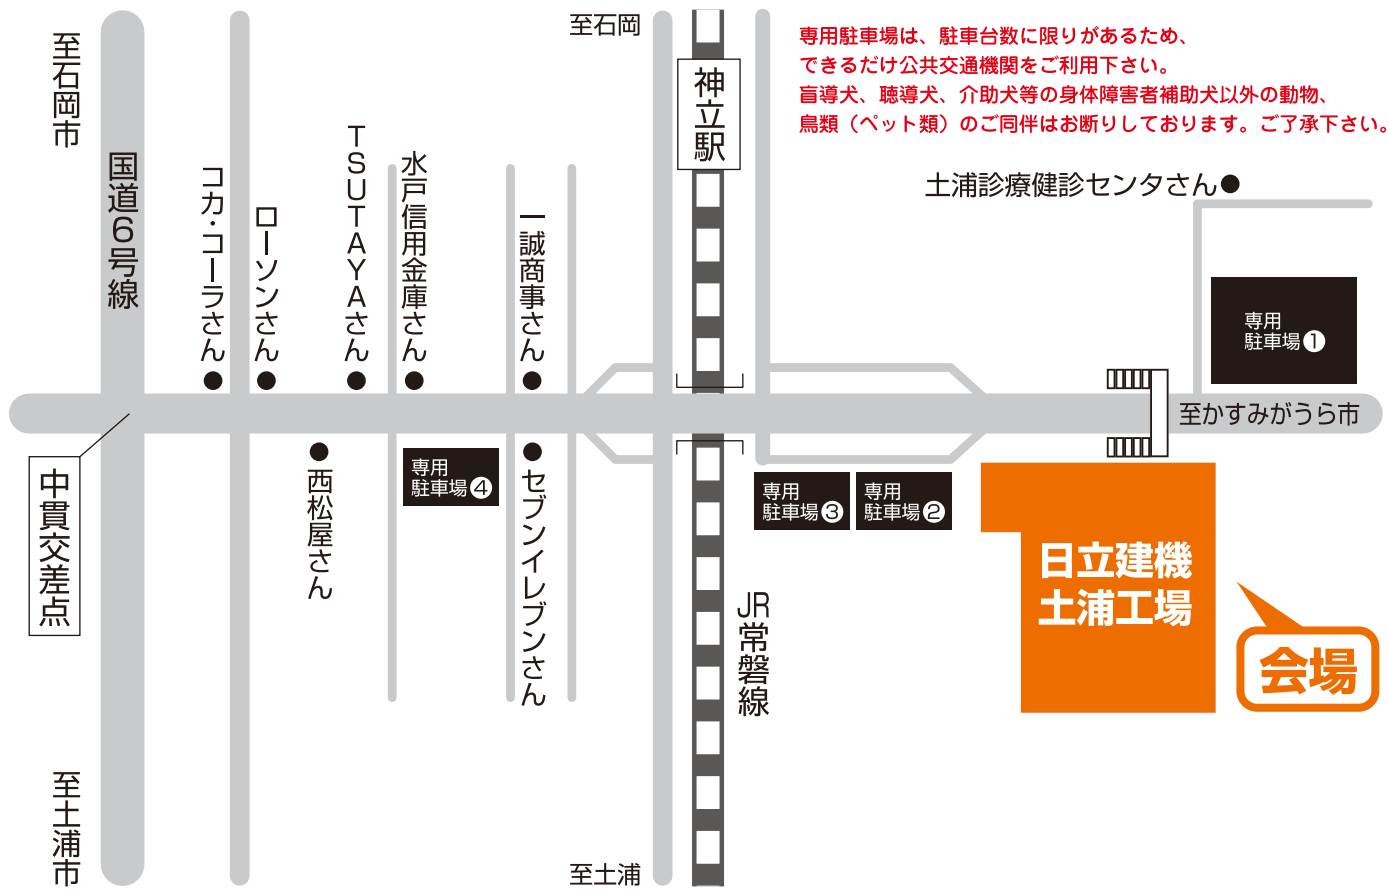 専用駐車場は、駐車台数に限りがあるため、
できるだけ公共交通機関をご利用下さい。
盲導犬、聴導犬、介助犬等の身体障害者補助犬以外の動物、
鳥類（ペット類）のご同伴はお断りしております。ご了承下さい。
至石岡市
国道6号線
至石岡
神立駅
コカ・コーラさん
ローソンさん
TSUTAYAさん
水戸信用金庫さん
一誠商事さん
土浦診療健診センタさん
専用
駐車場❶
至かすみがうら市
中貫交差点
西松屋さん
専用
駐車場❹
セブンイレブンさん
専用
駐車場❸
専用
駐車場❷
日立建機
土浦工場
会場
JR常磐線
至土浦市
至土浦